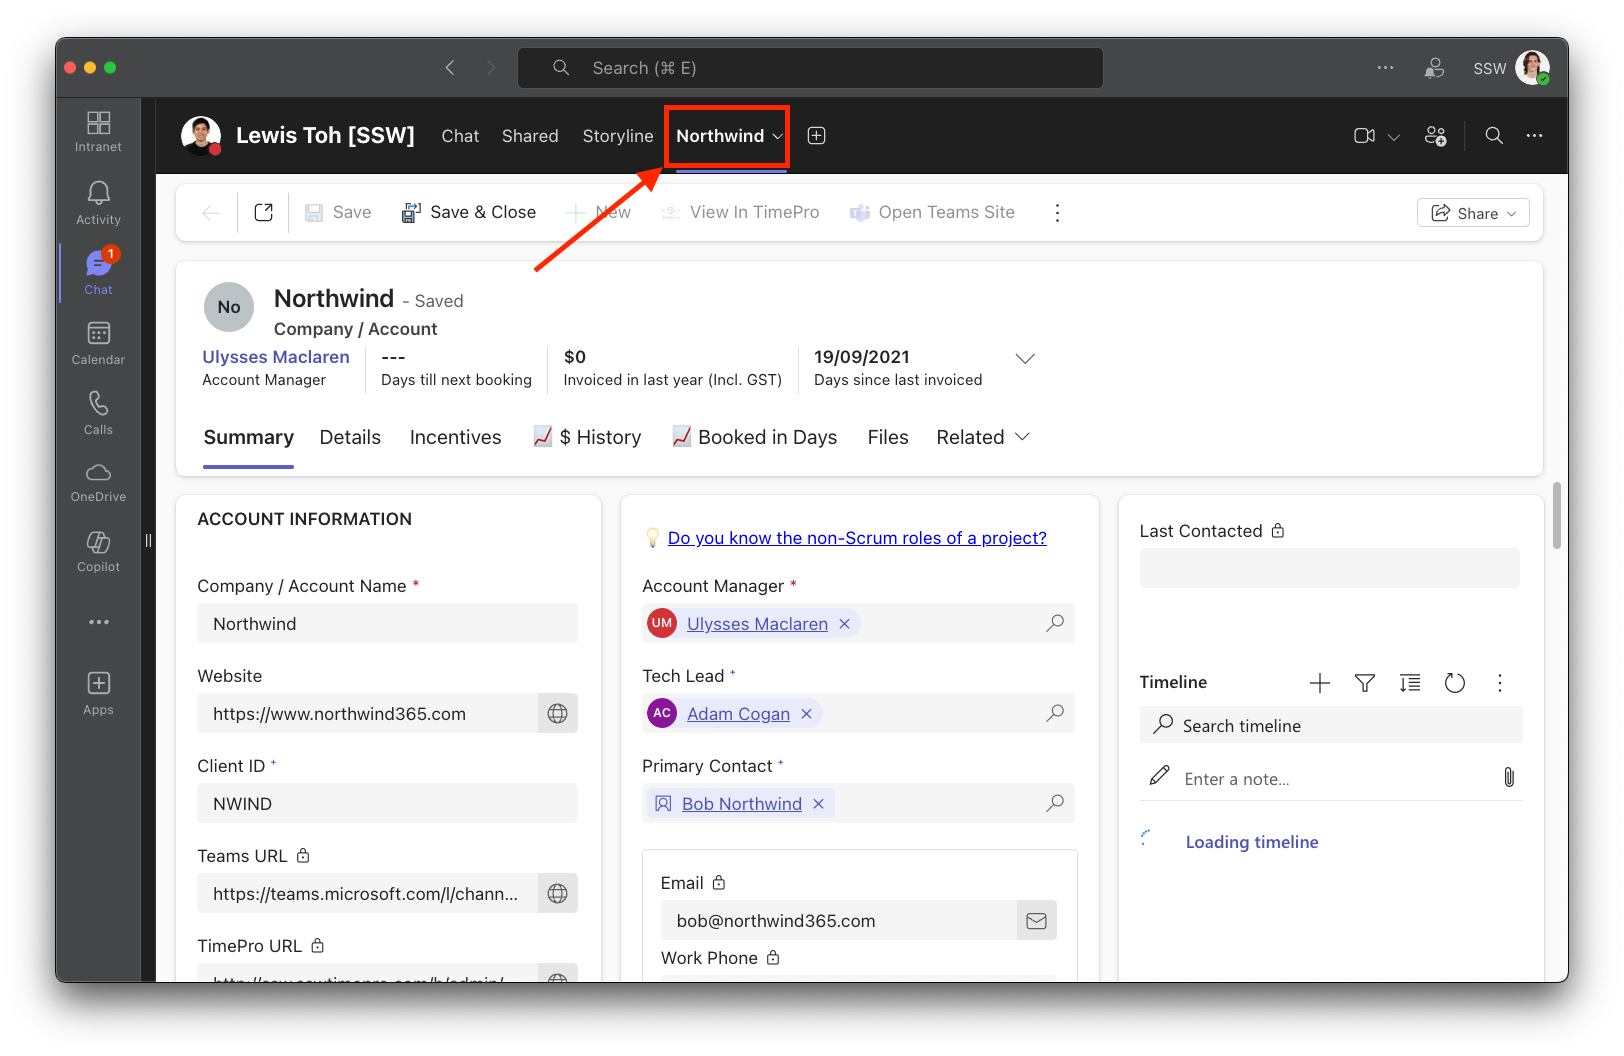 Search (⌘ E)
SSW
Intranet
Activity
1
Chat
Calendar
Calls
OneDrive
Copilot
Apps
Lewis Toh [SSW] Chat Shared Storyline Northwind
Save Save & Close New View In TimePro Open Teams Site Share
No
Northwind - Saved
Company / Account
Ulysses Maclaren --- $0 19/09/2021
Account Manager Days till next booking Invoiced in last year (Incl. GST) Days since last invoiced
Summary Details Incentives 📈 $ History 📈 Booked in Days Files Related
ACCOUNT INFORMATION
Company / Account Name *
Northwind
Website
https://www.northwind365.com
Client ID +
NWIND
Teams URL
https://teams.microsoft.com/l/chann...
TimePro URL
💡 Do you know the non-Scrum roles of a project?
Account Manager *
UM Ulysses Maclaren
Tech Lead +
AC Adam Cogan
Primary Contact +
Bob Northwind
Email
bob@northwind365.com
Work Phone
Last Contacted
Timeline
Search timeline
Enter a note...
Loading timeline